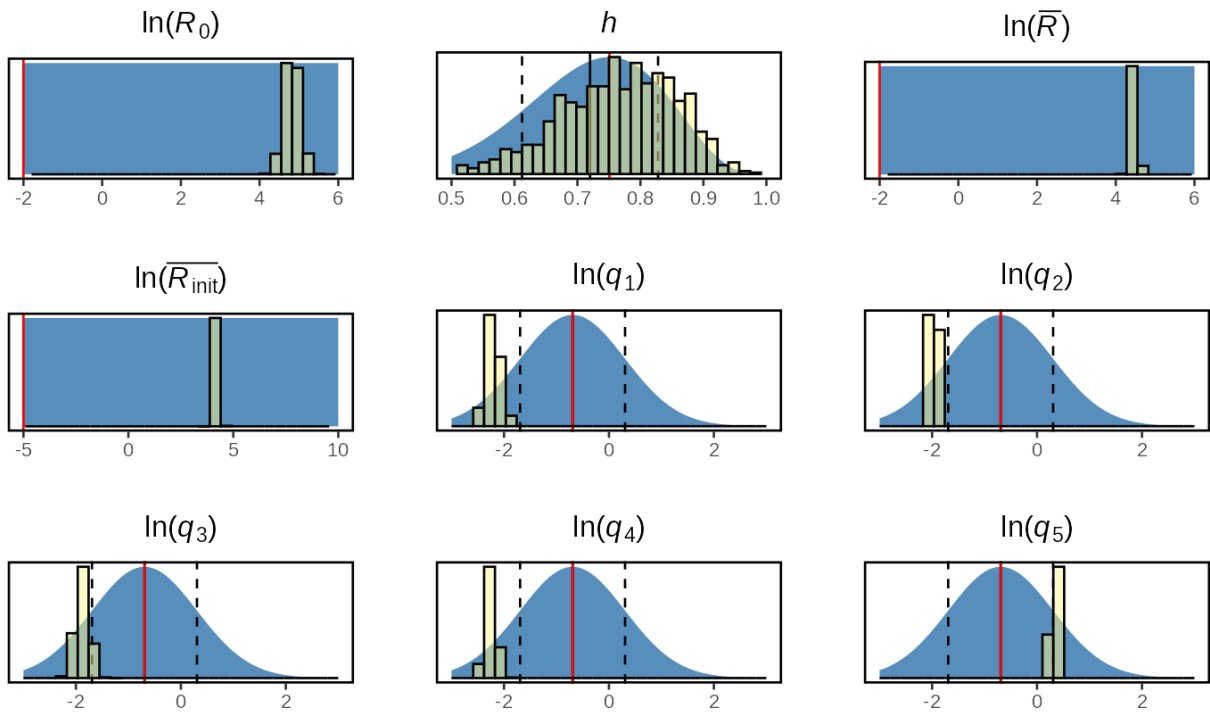 ln(R₀) h ln(R̅)
-2 0 2 4 6 0.5 0.6 0.7 0.8 0.9 1.0 -2 0 2 4 6
ln(R̅ᵢₙᵢₜ) ln(q₁) ln(q₂)
-5 0 5 10 -2 0 2 -2 0 2
ln(q₃) ln(q₄) ln(q₅)
-2 0 2 -2 0 2 -2 0 2